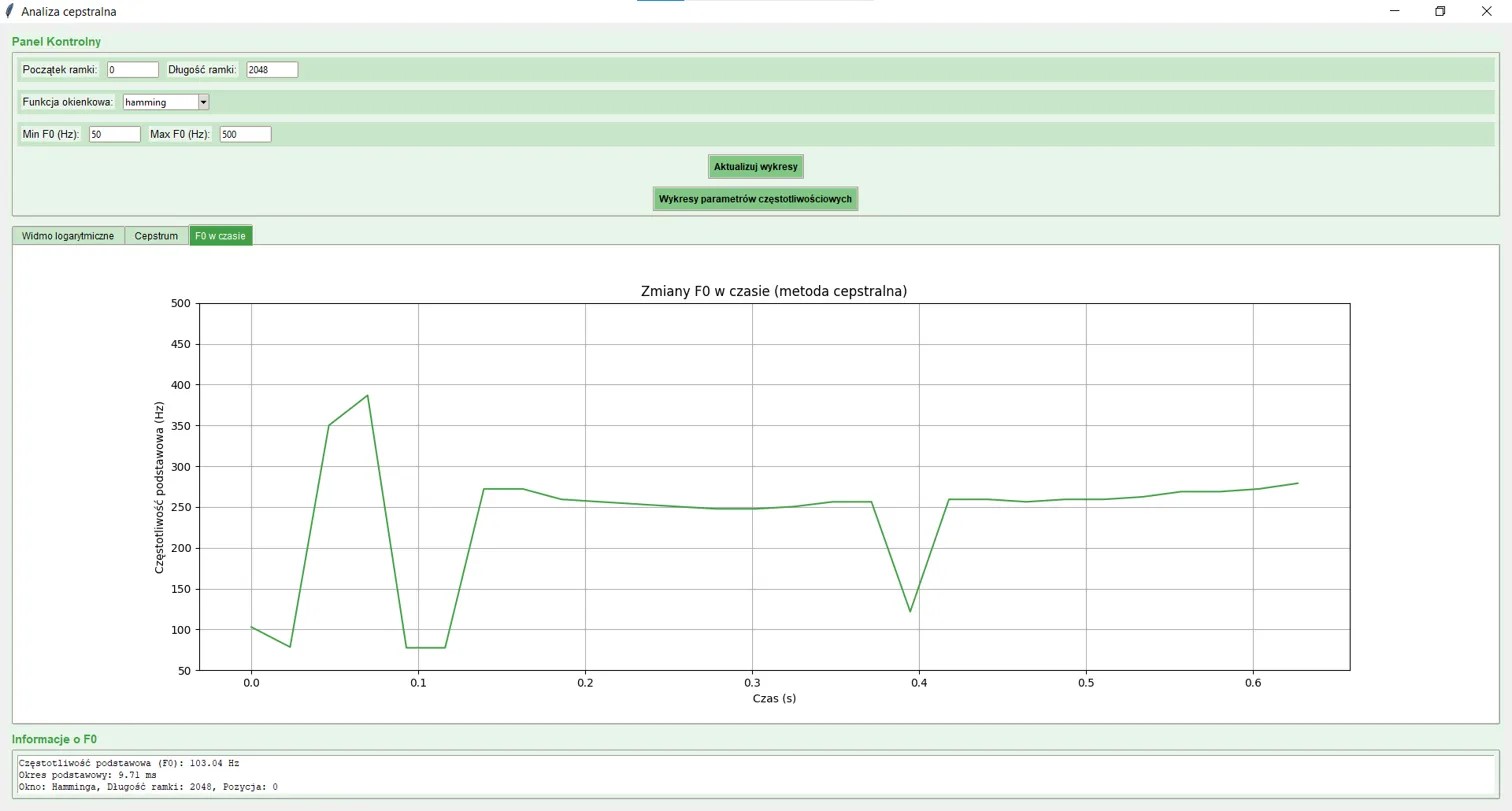 Analiza cepstralna
Panel Kontrolny
Początek ramki: 0 Długość ramki: 2048
Funkcja okienkowa: hamming
Min F0 (Hz): 50 Max F0 (Hz): 500
Aktualizuj wykresy
Wykresy parametrów częstotliwościowych
Widmo logarytmiczne Cepstrum F0 w czasie
Zmiany F0 w czasie (metoda cepstralna)
Częstotliwość podstawowa (Hz)
500
450
400
350
300
250
200
150
100
50
0.0 0.1 0.2 0.3 0.4 0.5 0.6
Czas (s)
Informacje o F0
Częstotliwość podstawowa (F0): 103.04 Hz
Okres podstawowy: 9.71 ms
Okno: Hamminga, Długość ramki: 2048, Pozycja: 0